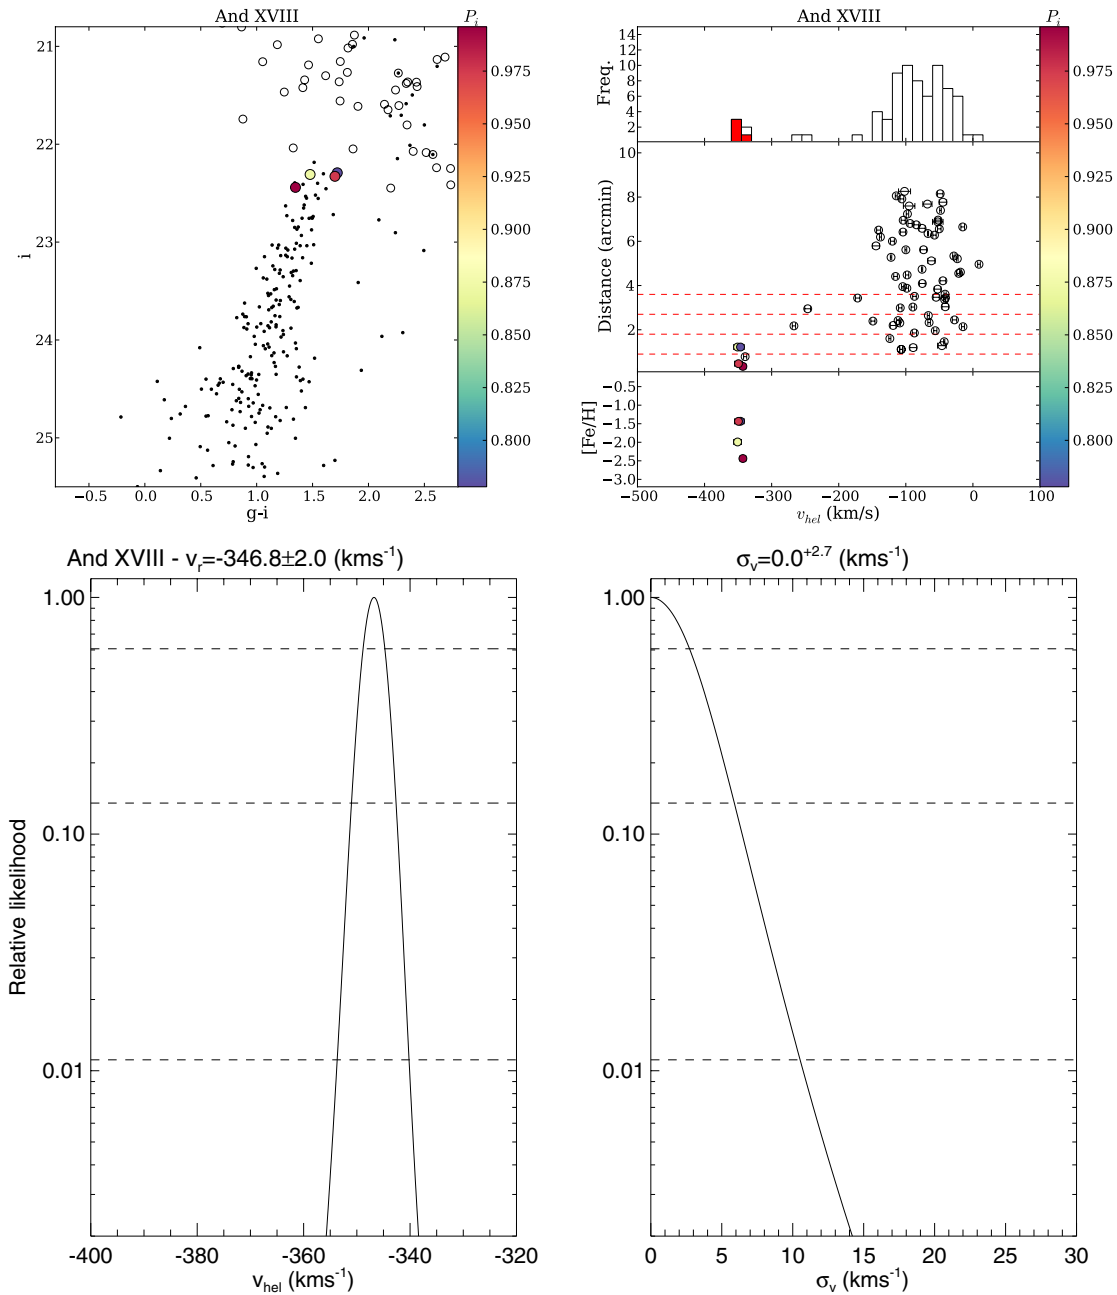 And XVIII
P_i
21
22
23
24
25
i
−0.5 0.0 0.5 1.0 1.5 2.0 2.5
g-i
0.975
0.950
0.925
0.900
0.875
0.850
0.825
0.800
And XVIII
P_i
14
12
10
8
6
4
2
Freq.
10
8
6
4
2
Distance (arcmin)
−0.5
−1.0
−1.5
−2.0
−2.5
−3.0
[Fe/H]
−500 −400 −300 −200 −100 0 100
v_hel (km/s)
0.975
0.950
0.925
0.900
0.875
0.850
0.825
0.800
And XVIII - v_r=-346.8±2.0 (kms⁻¹)
1.00
0.10
0.01
Relative likelihood
-400 -380 -360 -340 -320
v_hel (kms⁻¹)
σ_v=0.0⁺²·⁷ (kms⁻¹)
1.00
0.10
0.01
0 5 10 15 20 25 30
σ_v (kms⁻¹)